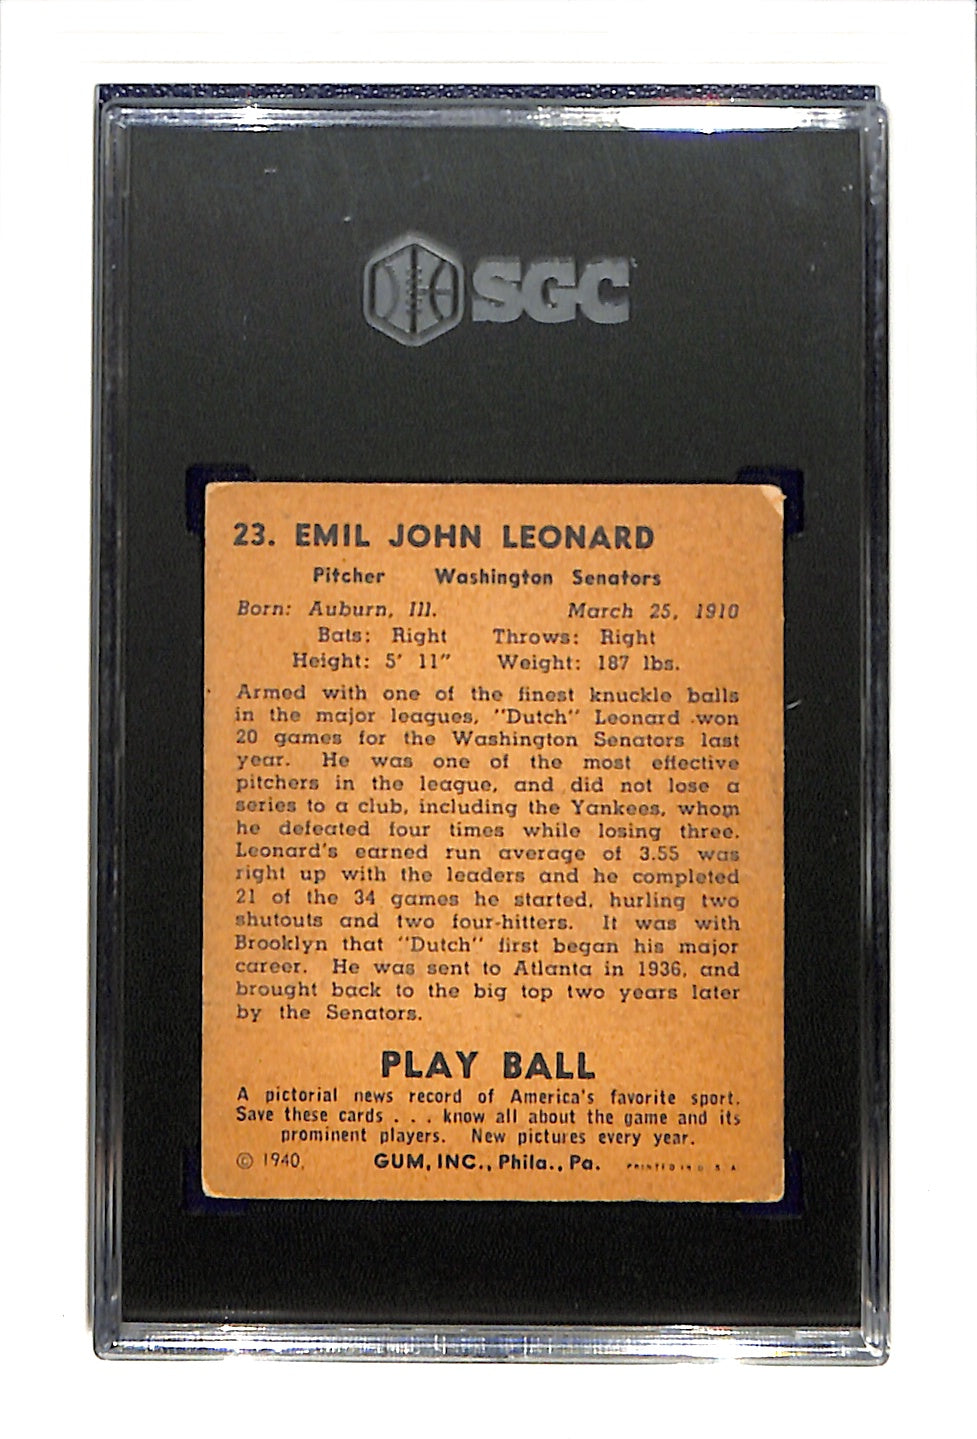 SGC
23. EMIL JOHN LEONARD
Pitcher Washington Senators
Born: Auburn, Ill. March 25, 1910
Bats: Right Throws: Right
Height: 5' 11" Weight: 187 lbs.
Armed with one of the finest knuckle balls
in the major leagues, "Dutch" Leonard won
20 games for the Washington Senators last
year. He was one of the most effective
pitchers in the league, and did not lose a
series to a club, including the Yankees, whom
he defeated four times while losing three.
Leonard's earned run average of 3.55 was
right up with the leaders and he completed
21 of the 34 games he started, hurling two
shutouts and two four-hitters. It was with
Brooklyn that "Dutch" first began his major
career. He was sent to Atlanta in 1936, and
brought back to the big top two years later
by the Senators.
PLAY BALL
A pictorial news record of America's favorite sport.
Save these cards . . . know all about the game and its
prominent players. New pictures every year.
© 1940, GUM, INC., Phila., Pa. PRINTED IN U S A